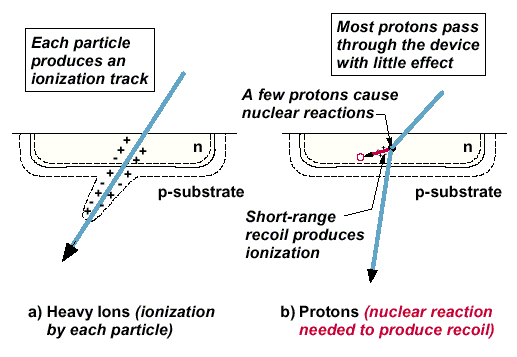 Each particle
produces an
ionization track
n
p-substrate
a) Heavy Ions (ionization
by each particle)
Most protons pass
through the device
with little effect
A few protons cause
nuclear reactions
n
p-substrate
Short-range
recoil produces
ionization
b) Protons (nuclear reaction
needed to produce recoil)